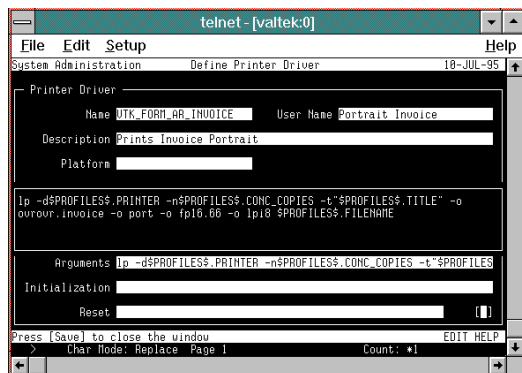 telnet - [valtek:0]
File Edit Setup Help
System Administration Define Printer Driver 10-JUL-95
Printer Driver
Name VTK_FORM_AR_INVOICE User Name Portrait Invoice
Description Prints Invoice Portrait
Platform
lp -d$PROFILES$.PRINTER -n$PROFILES$.CONC_COPIES -t"$PROFILES$.TITLE" -o
ovrovr.invoice -o port -o fp16.66 -o lpi8 $PROFILES$.FILENAME
Arguments lp -d$PROFILES$.PRINTER -n$PROFILES$.CONC_COPIES -t"$PROFILES
Initialization
Reset [ ]
Press [Save] to close the window EDIT HELP
> Char Mode: Replace Page 1 Count: *1